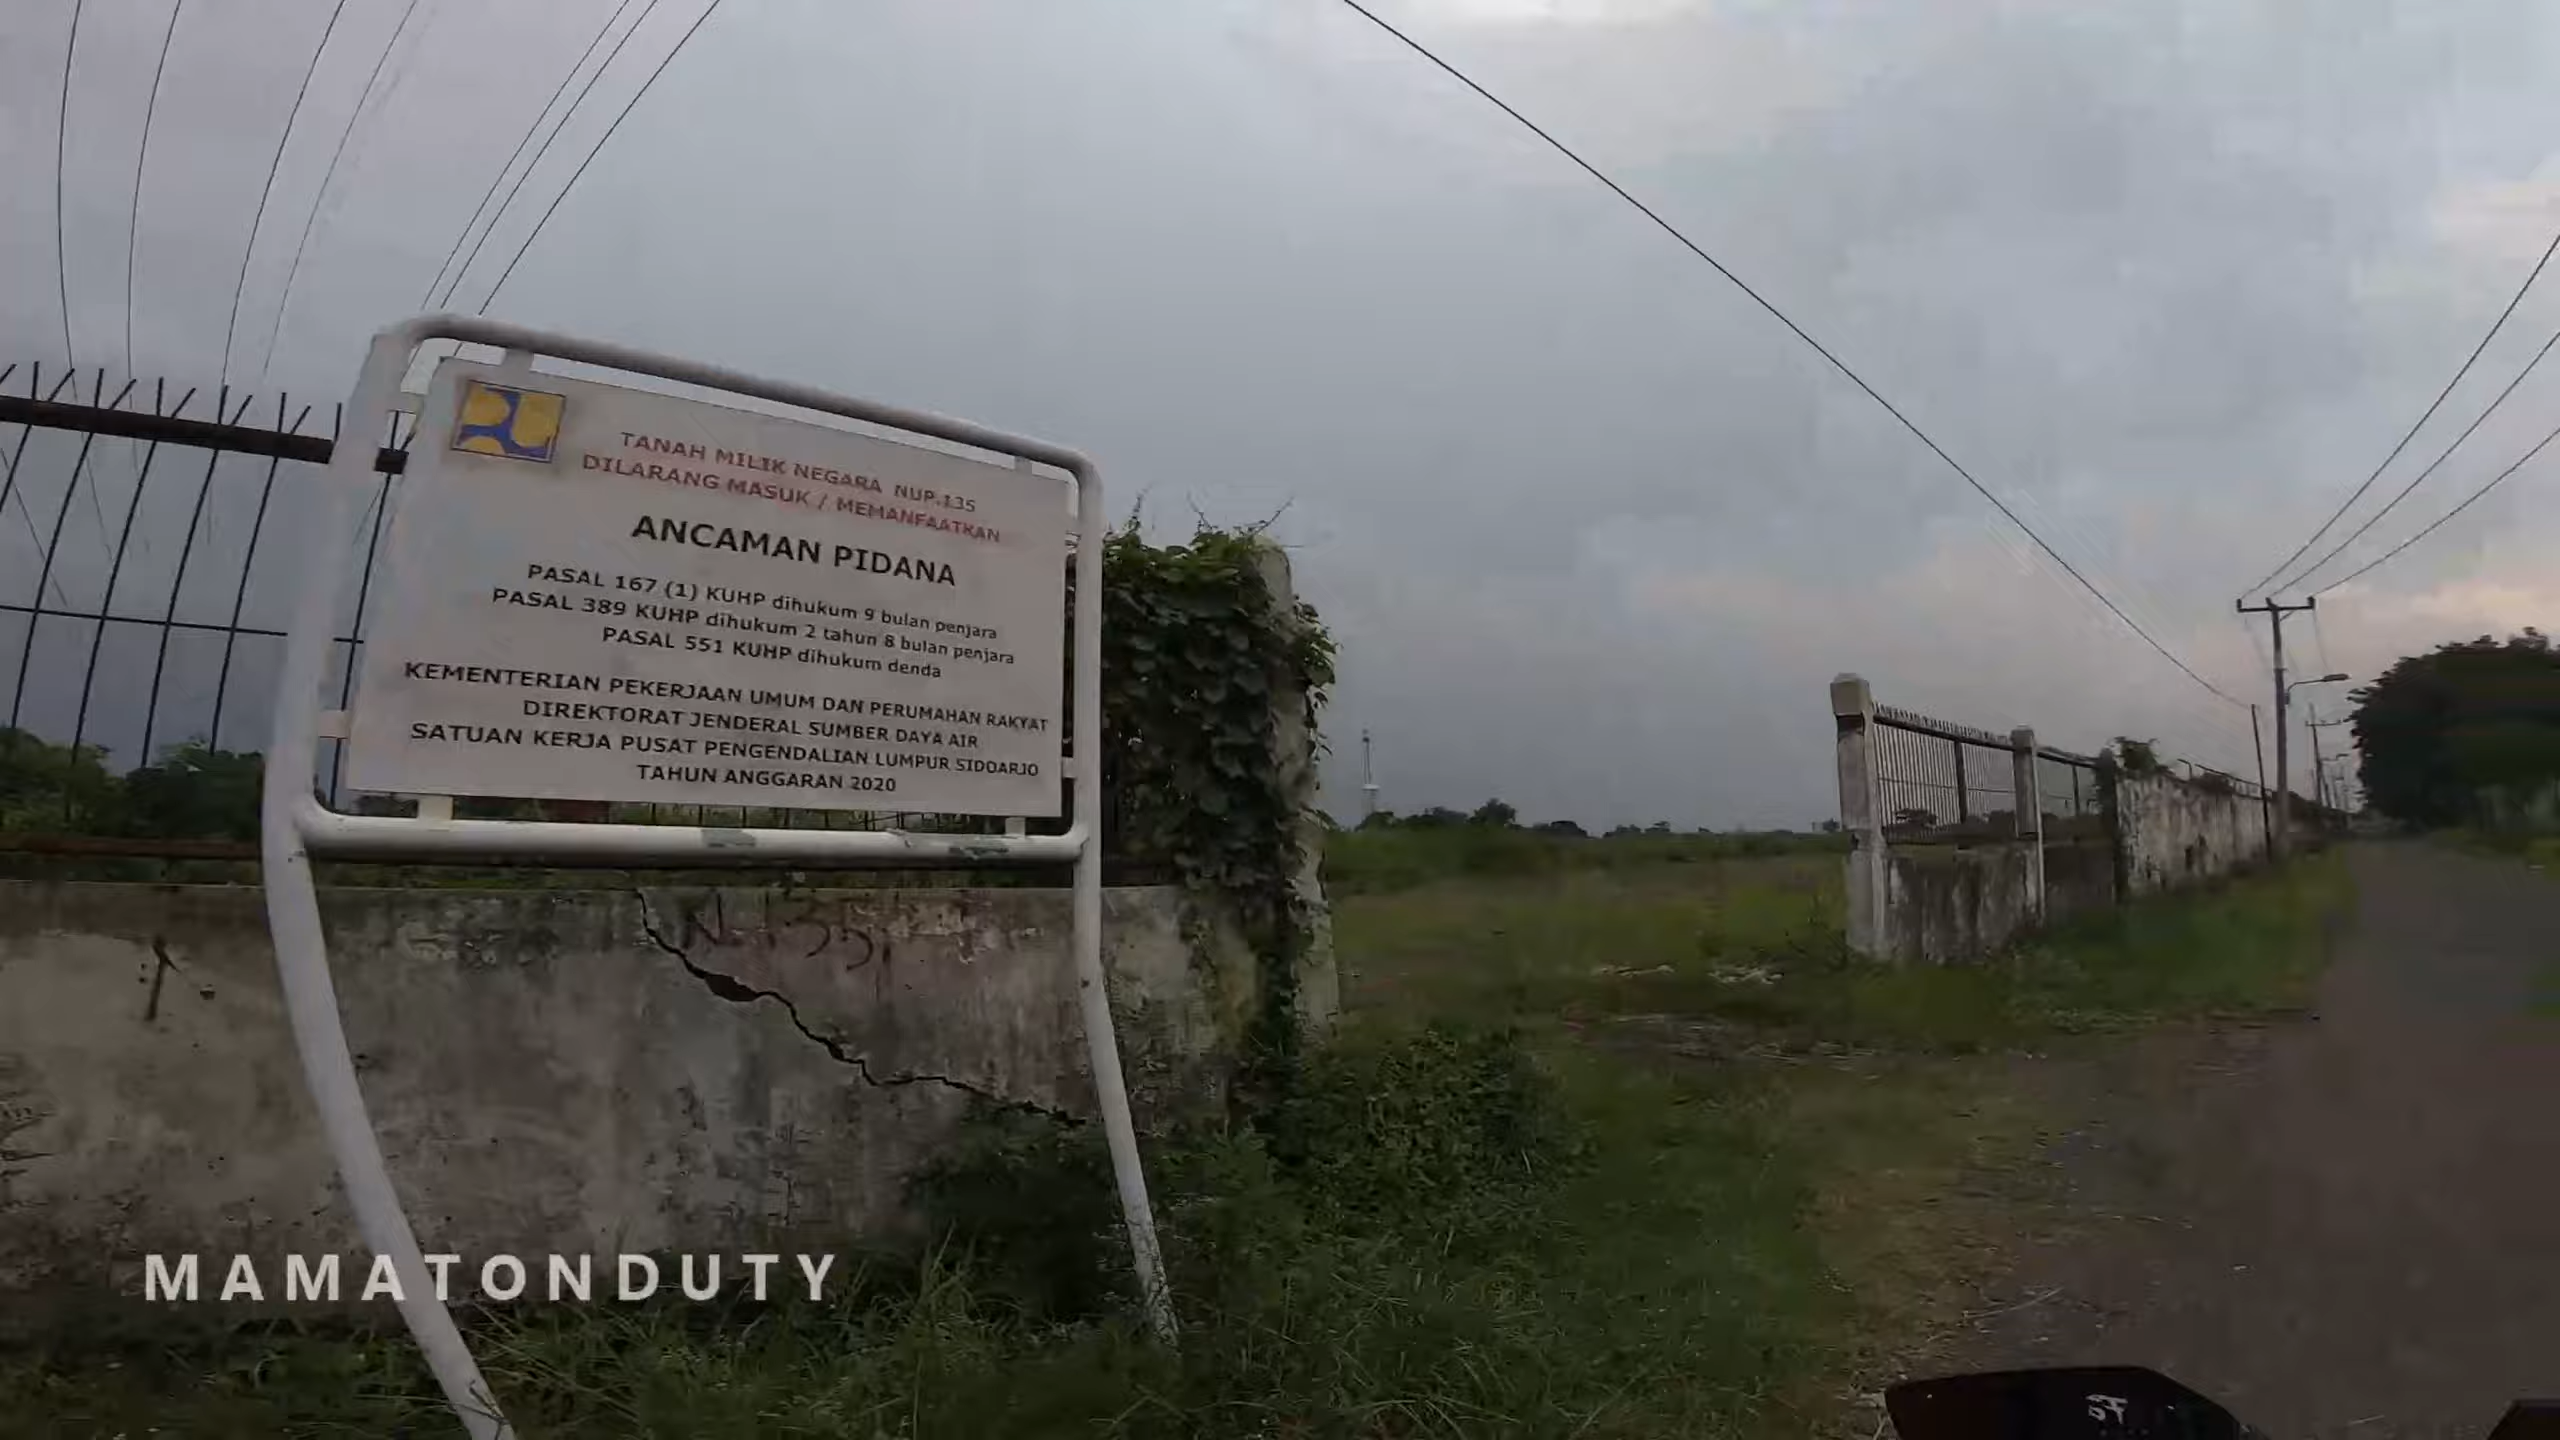 TANAH MILIK NEGARA NUP.135
DILARANG MASUK / MEMANFAATKAN
ANCAMAN PIDANA
PASAL 167 (1) KUHP dihukum 9 bulan penjara
PASAL 389 KUHP dihukum 2 tahun 8 bulan penjara
PASAL 551 KUHP dihukum denda
KEMENTERIAN PEKERJAAN UMUM DAN PERUMAHAN RAKYAT
DIREKTORAT JENDERAL SUMBER DAYA AIR
SATUAN KERJA PUSAT PENGENDALIAN LUMPUR SIDOARJO
TAHUN ANGGARAN 2020
MAMATONDUTY